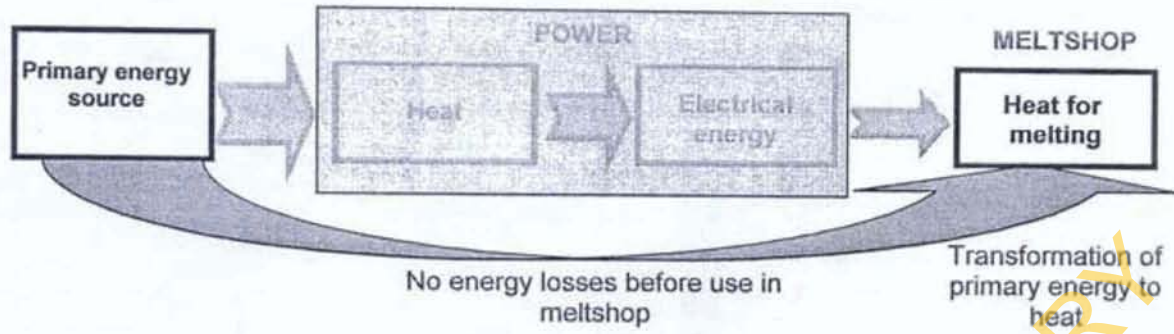 POWER
MELTSHOP
Primary energy
source
Heat
Electrical
energy
Heat for
melting
No energy losses before use in
meltshop
Transformation of
primary energy to
heat